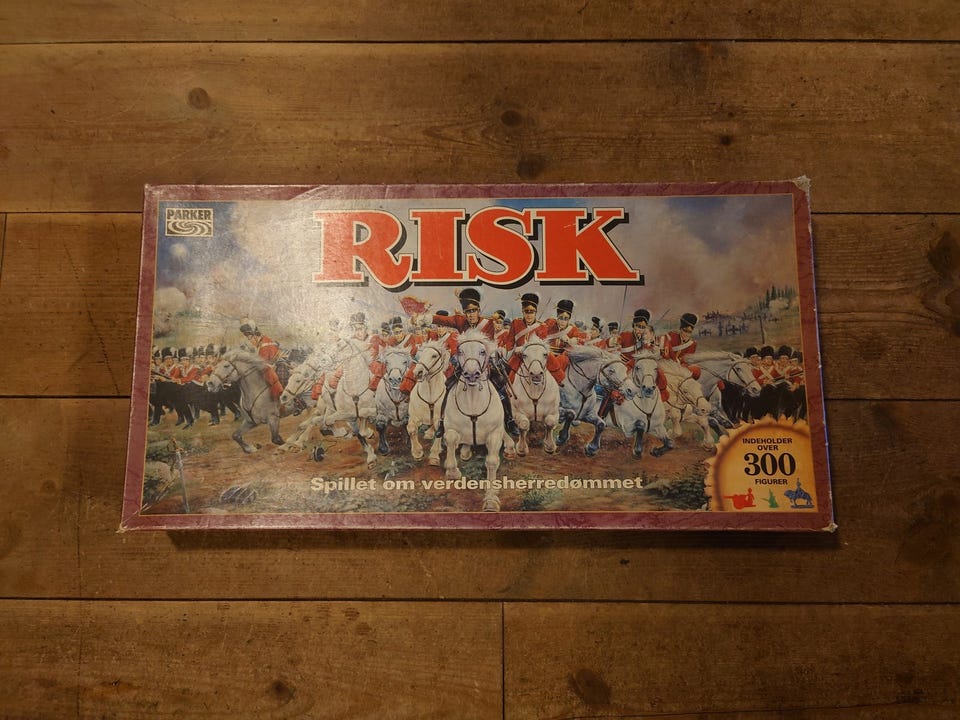 PARKER
RISK
Spillet om verdensherredømmet
INDEHOLDER
OVER
300
FIGURER